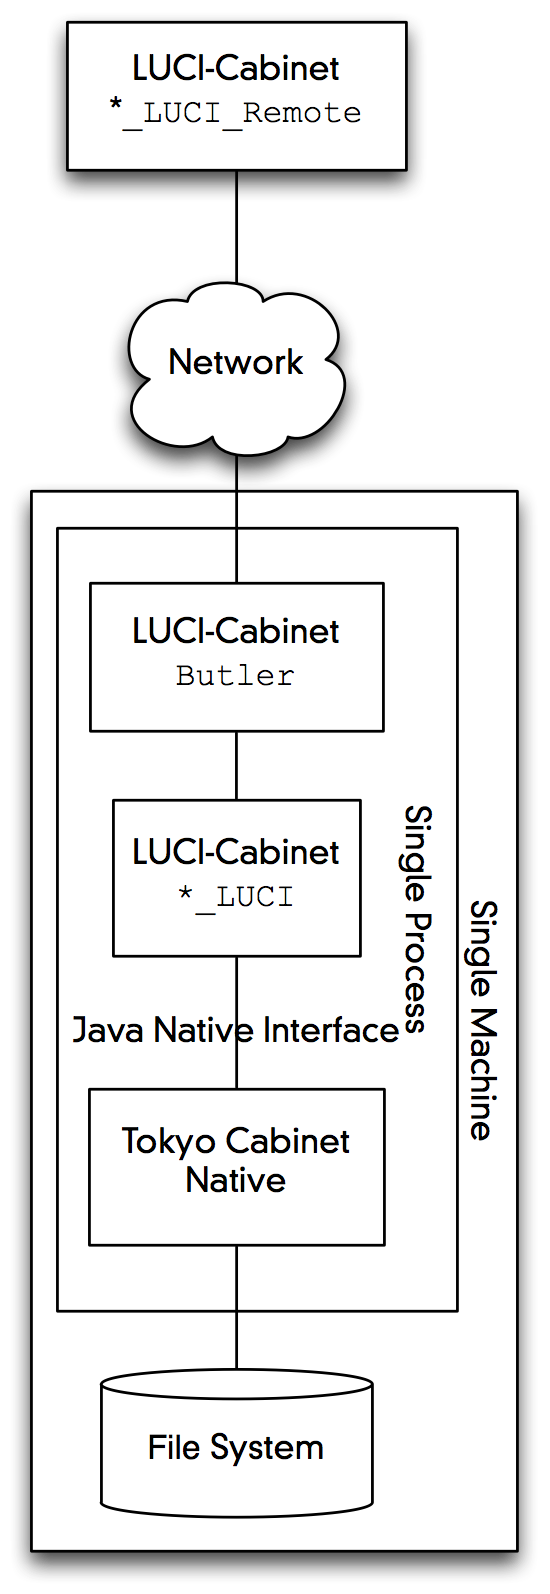 LUCI-Cabinet
*_LUCI_Remote
Network
LUCI-Cabinet
Butler
LUCI-Cabinet
*_LUCI
Single Process
Single Machine
Java Native Interface
Tokyo Cabinet
Native
File System